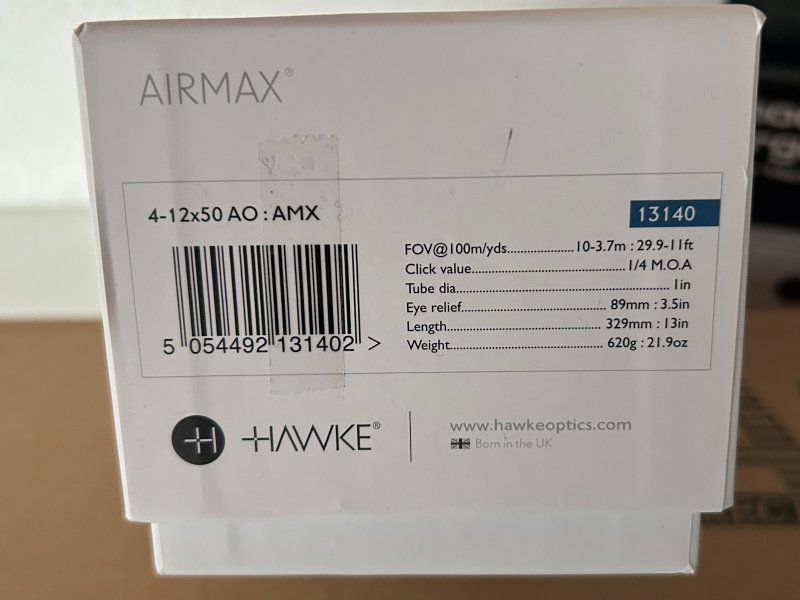 AIRMAX®
4-12x50 AO : AMX
13140
FOV@100m/yds....................10-3.7m : 29.9-11ft
Click value..............................................1/4 M.O.A
Tube dia...............................................................1in
Eye relief............................................89mm : 3.5in
Length.............................................329mm : 13in
Weight..............................................620g : 21.9oz
5 054492 131402 >
H HAWKE®
www.hawkeoptics.com
Born in the UK